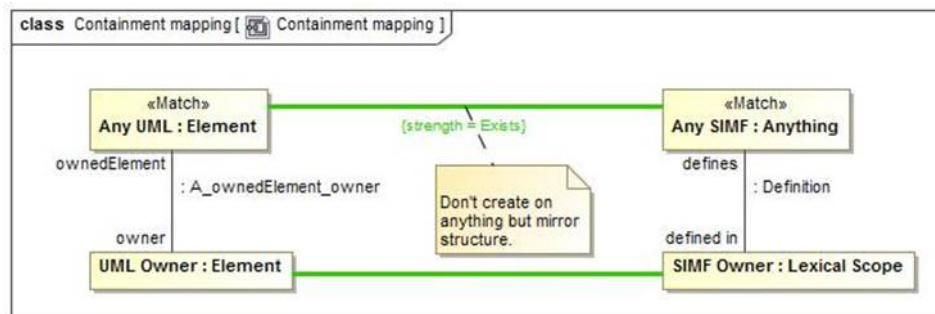 class Containment mapping [ Containment mapping ]
«Match»
Any UML : Element
«Match»
Any SIMF : Anything
{strength = Exists}
ownedElement
defines
: A_ownedElement_owner
: Definition
Don't create on
anything but mirror
structure.
owner
defined in
UML Owner : Element
SIMF Owner : Lexical Scope